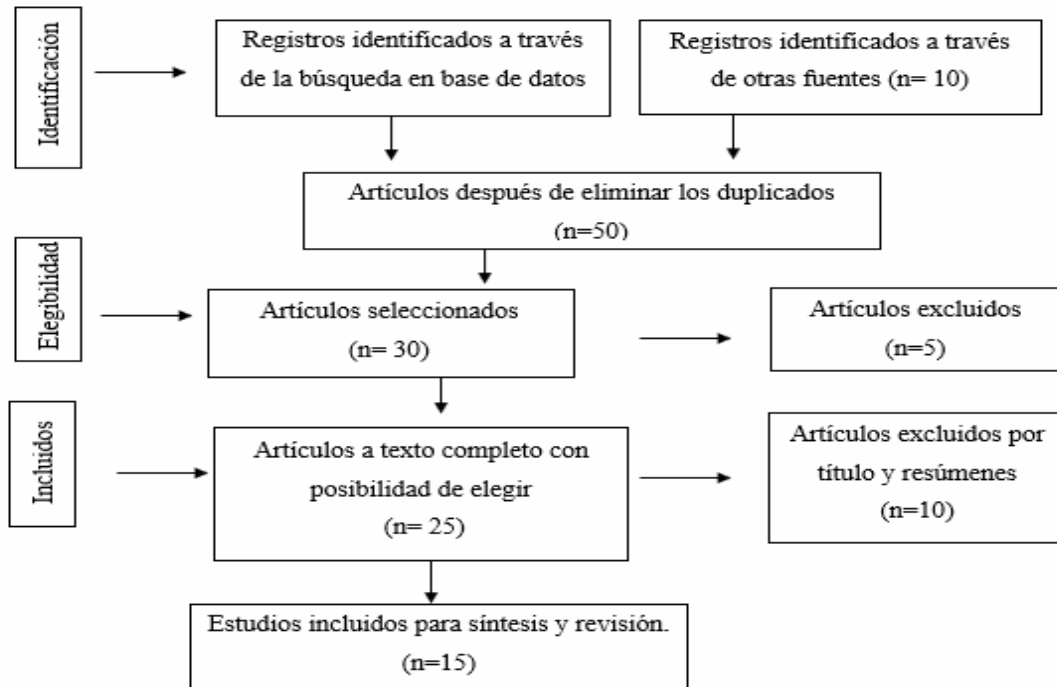 Identificación
Registros identificados a través
de la búsqueda en base de datos
Registros identificados a través
de otras fuentes (n= 10)
Artículos después de eliminar los duplicados
(n=50)
Elegibilidad
Artículos seleccionados
(n= 30)
Artículos excluidos
(n=5)
Incluidos
Artículos a texto completo con
posibilidad de elegir
(n= 25)
Artículos excluidos por
título y resúmenes
(n=10)
Estudios incluidos para síntesis y revisión.
(n=15)